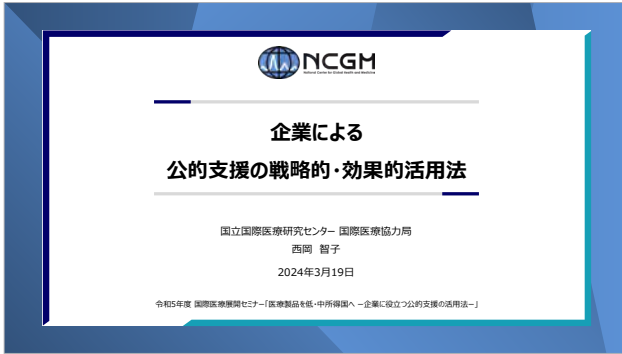 NCGM
National Center for Global Health and Medicine
企業による
公的支援の戦略的・効果的活用法
国立国際医療研究センター 国際医療協力局
西岡 智子
2024年3月19日
令和5年度 国際医療展開セミナー「医療製品を低・中所得国へ －企業に役立つ公的支援の活用法－」